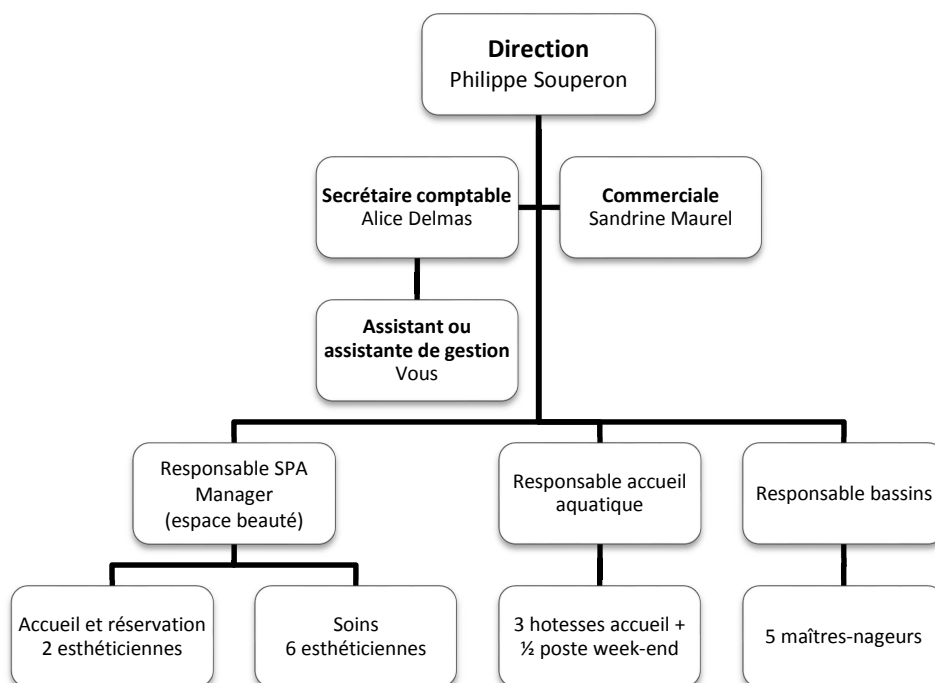 Direction
Philippe Souperon
Secrétaire comptable
Alice Delmas
Commerciale
Sandrine Maurel
Assistant ou
assistante de gestion
Vous
Responsable SPA
Manager
(espace beauté)
Responsable accueil
aquatique
Responsable bassins
Accueil et réservation
2 esthéticiennes
Soins
6 esthéticiennes
3 hotesses accueil +
½ poste week-end
5 maîtres-nageurs